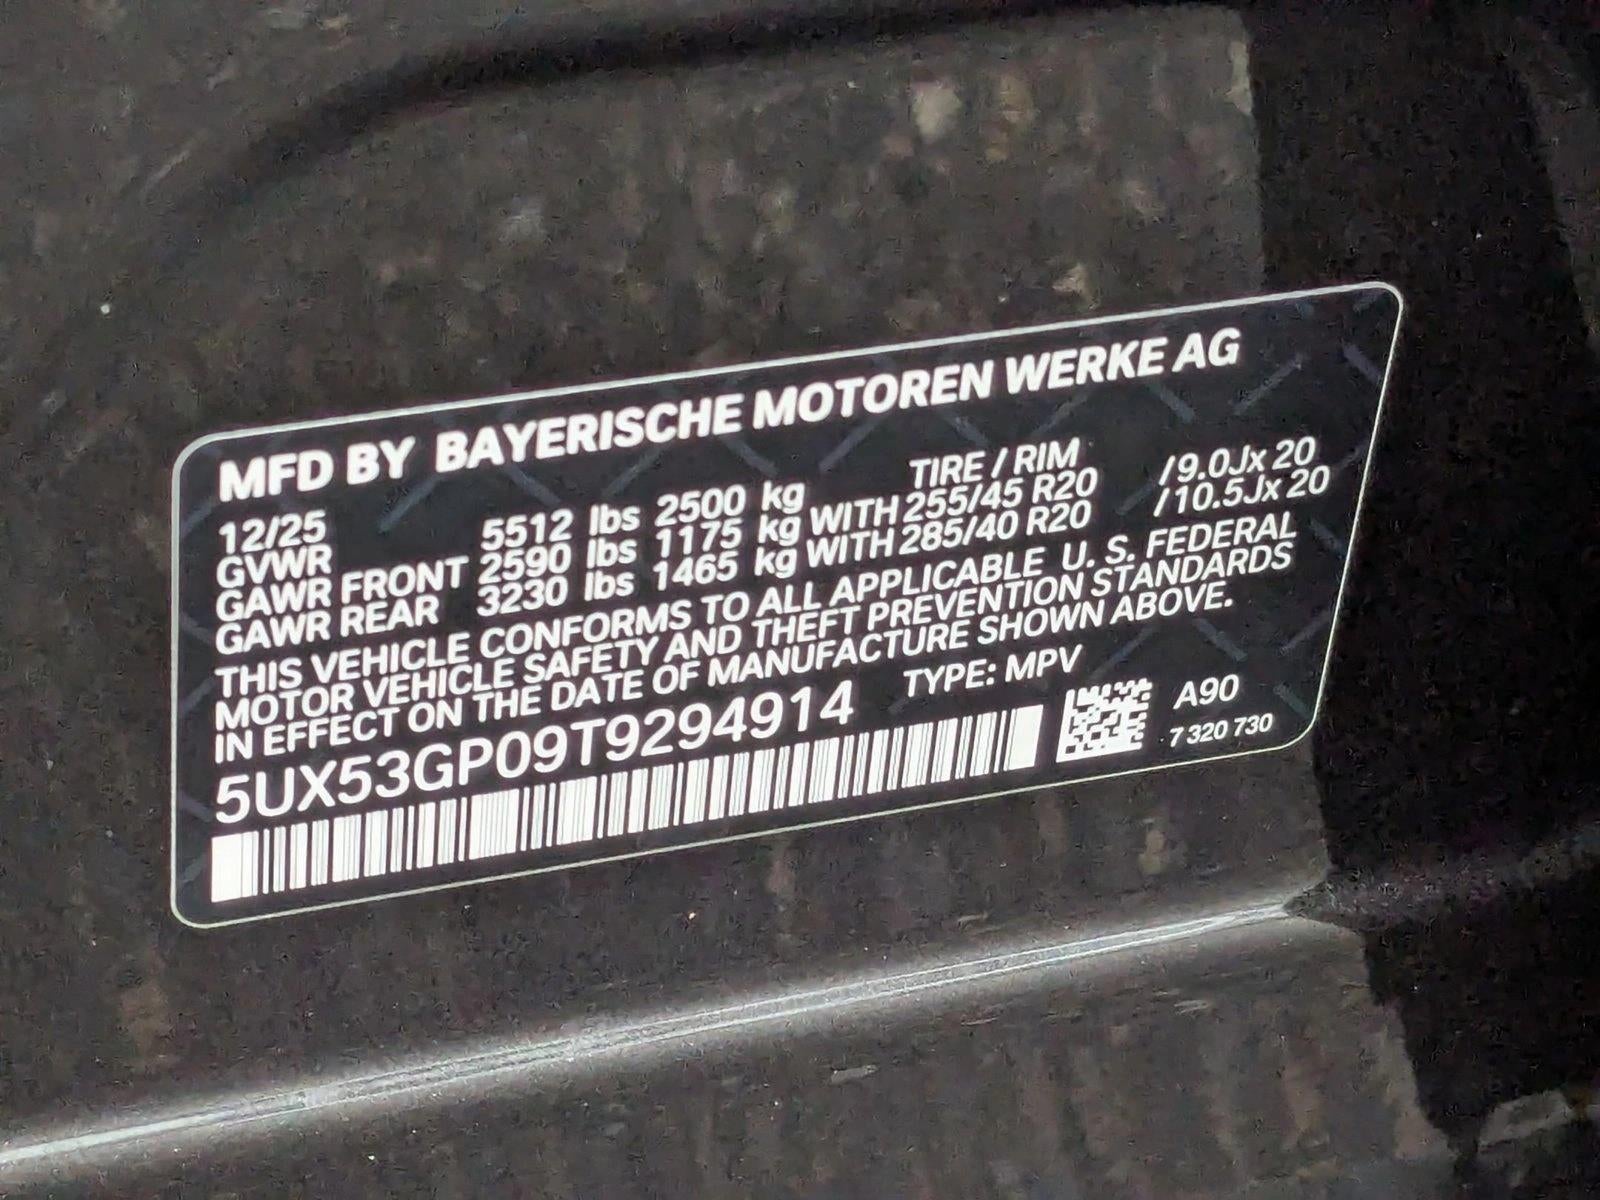 MFD BY BAYERISCHE MOTOREN WERKE AG
12/25 TIRE / RIM
GVWR 5512 lbs 2500 kg
GAWR FRONT 2590 lbs 1175 kg WITH 255/45 R20 /9.0Jx 20
GAWR REAR 3230 lbs 1465 kg WITH 285/40 R20 /10.5Jx 20
THIS VEHICLE CONFORMS TO ALL APPLICABLE U. S. FEDERAL
MOTOR VEHICLE SAFETY AND THEFT PREVENTION STANDARDS
IN EFFECT ON THE DATE OF MANUFACTURE SHOWN ABOVE.
5UX53GP09T9294914 TYPE: MPV
A90
7 320 730